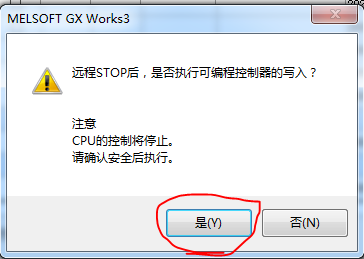 MELSOFT GX Works3
远程STOP后，是否执行可编程控制器的写入？
注意
CPU的控制将停止。
请确认安全后执行。
是(Y)
否(N)